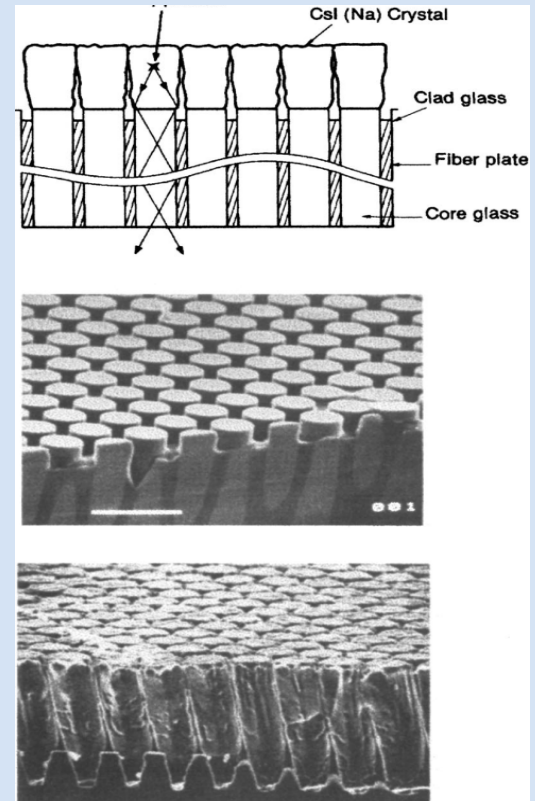 CsI (Na) Crystal
Clad glass
Fiber plate
Core glass
001